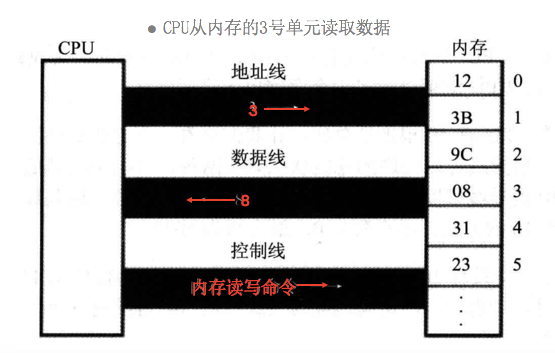 ● CPU从内存的3号单元读取数据
CPU
内存
地址线
3
数据线
8
控制线
内存读写命令
12 0
3B 1
9C 2
08 3
31 4
23 5